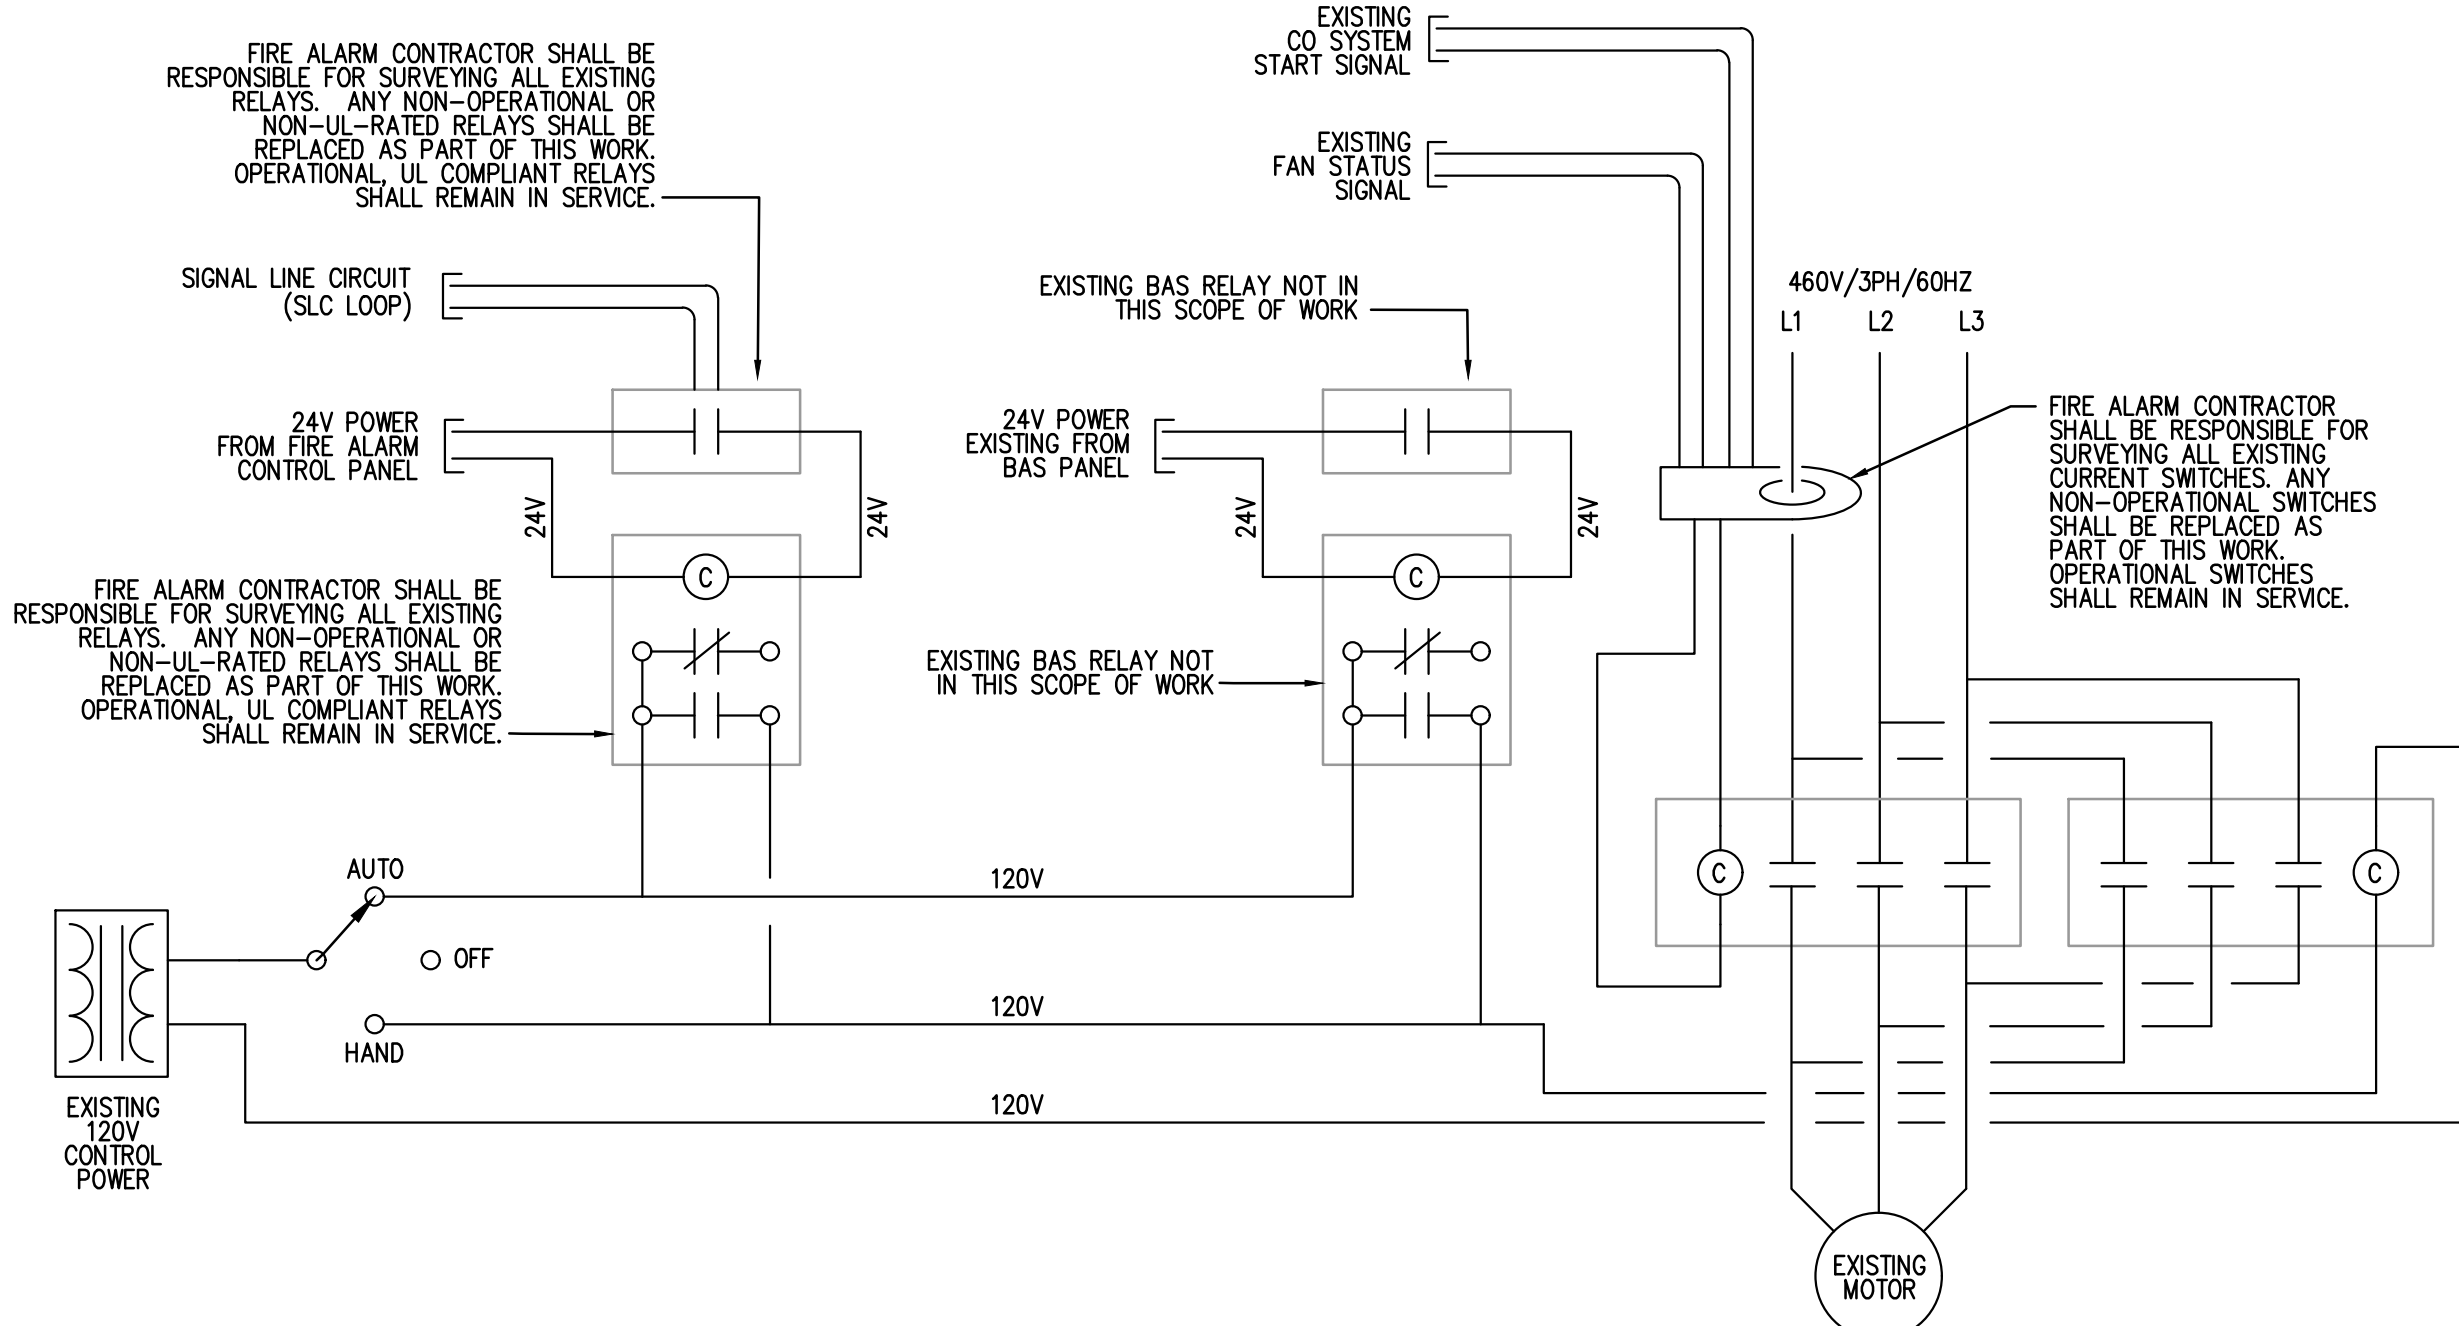 FIRE ALARM CONTRACTOR SHALL BE
RESPONSIBLE FOR SURVEYING ALL EXISTING
RELAYS. ANY NON-OPERATIONAL OR
NON-UL-RATED RELAYS SHALL BE
REPLACED AS PART OF THIS WORK.
OPERATIONAL, UL COMPLIANT RELAYS
SHALL REMAIN IN SERVICE.
EXISTING
CO SYSTEM
START SIGNAL
EXISTING
FAN STATUS
SIGNAL
SIGNAL LINE CIRCUIT
(SLC LOOP)
EXISTING BAS RELAY NOT IN
THIS SCOPE OF WORK
460V/3PH/60HZ
L1
L2
L3
24V POWER
FROM FIRE ALARM
CONTROL PANEL
24V
24V
24V POWER
EXISTING FROM
BAS PANEL
24V
24V
FIRE ALARM CONTRACTOR
SHALL BE RESPONSIBLE FOR
SURVEYING ALL EXISTING
CURRENT SWITCHES. ANY
NON-OPERATIONAL SWITCHES
SHALL BE REPLACED AS
PART OF THIS WORK.
OPERATIONAL SWITCHES
SHALL REMAIN IN SERVICE.
C
C
FIRE ALARM CONTRACTOR SHALL BE
RESPONSIBLE FOR SURVEYING ALL EXISTING
RELAYS. ANY NON-OPERATIONAL OR
NON-UL-RATED RELAYS SHALL BE
REPLACED AS PART OF THIS WORK.
OPERATIONAL, UL COMPLIANT RELAYS
SHALL REMAIN IN SERVICE.
EXISTING BAS RELAY NOT
IN THIS SCOPE OF WORK
C
C
AUTO
120V
OFF
120V
HAND
120V
EXISTING
120V
CONTROL
POWER
EXISTING
MOTOR